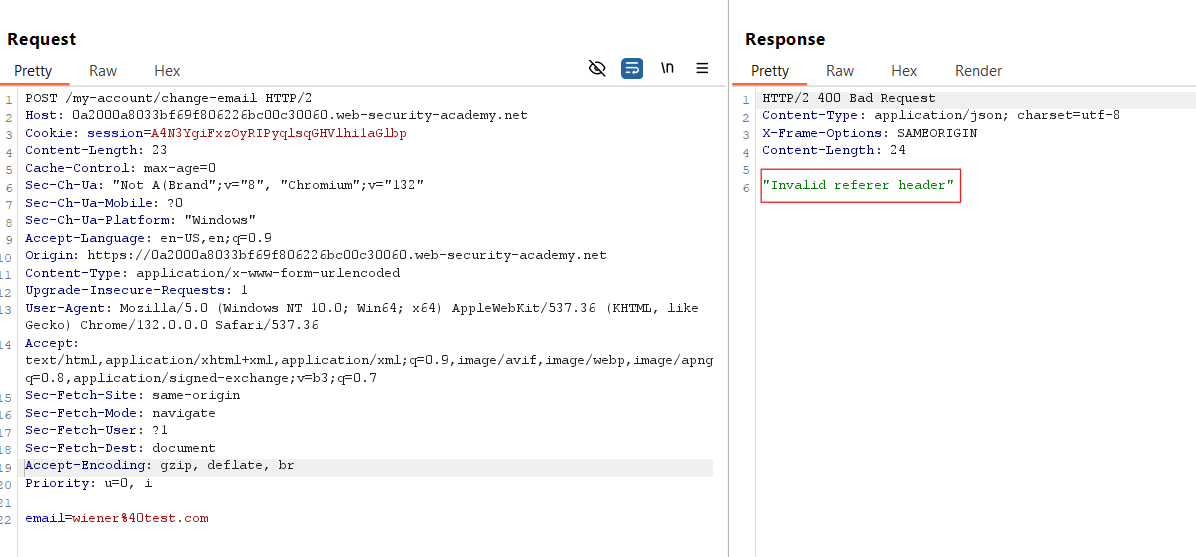 Request
Pretty Raw Hex
\n
1 POST /my-account/change-email HTTP/2
2 Host: 0a2000a8033bf69f806226bc00c30060.web-security-academy.net
3 Cookie: session=A4N3YgiFxzOyRIPyqlsqGHVlhi1aGlbp
4 Content-Length: 23
5 Cache-Control: max-age=0
6 Sec-Ch-Ua: "Not A(Brand";v="8", "Chromium";v="132"
7 Sec-Ch-Ua-Mobile: ?0
8 Sec-Ch-Ua-Platform: "Windows"
9 Accept-Language: en-US,en;q=0.9
10 Origin: https://0a2000a8033bf69f806226bc00c30060.web-security-academy.net
11 Content-Type: application/x-www-form-urlencoded
12 Upgrade-Insecure-Requests: 1
13 User-Agent: Mozilla/5.0 (Windows NT 10.0; Win64; x64) AppleWebKit/537.36 (KHTML, like
Gecko) Chrome/132.0.0.0 Safari/537.36
14 Accept:
text/html,application/xhtml+xml,application/xml;q=0.9,image/avif,image/webp,image/apng
q=0.8,application/signed-exchange;v=b3;q=0.7
15 Sec-Fetch-Site: same-origin
16 Sec-Fetch-Mode: navigate
17 Sec-Fetch-User: ?1
18 Sec-Fetch-Dest: document
19 Accept-Encoding: gzip, deflate, br
20 Priority: u=0, i
21
22 email=wiener%40test.com
Response
Pretty Raw Hex Render
1 HTTP/2 400 Bad Request
2 Content-Type: application/json; charset=utf-8
3 X-Frame-Options: SAMEORIGIN
4 Content-Length: 24
5
6 "Invalid referer header"